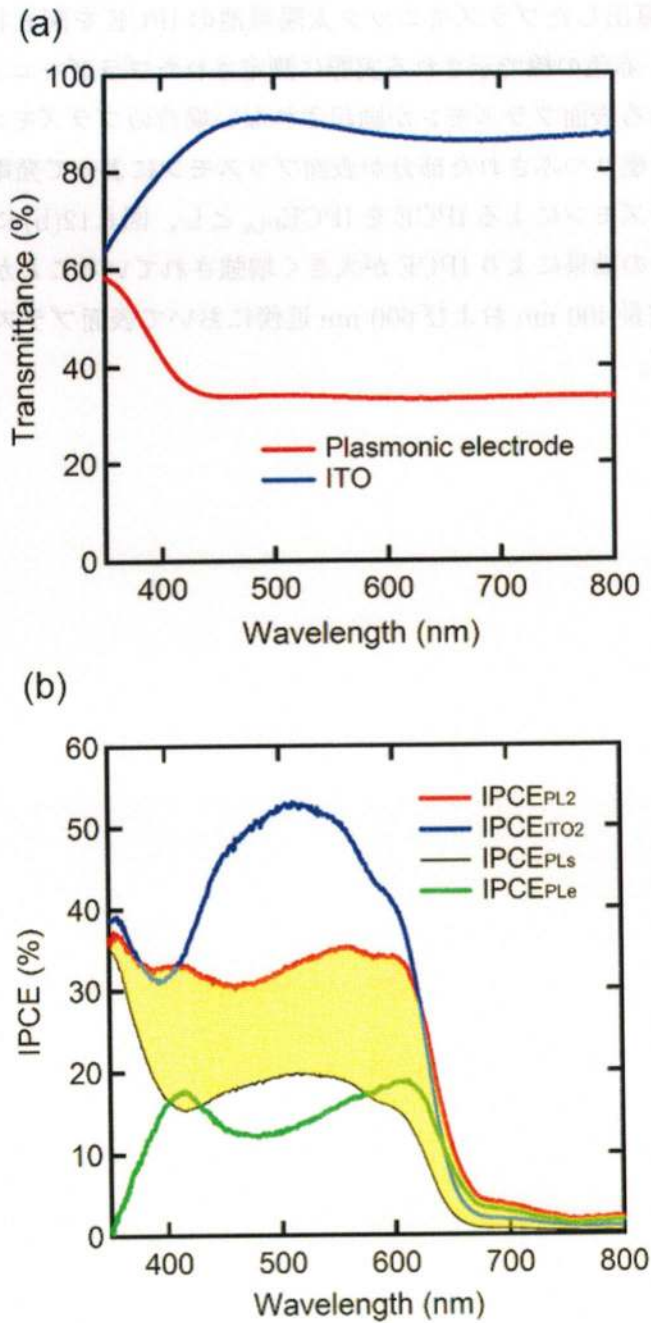 (a)
100
80
60
40
20
0
Transmittance (%)
Plasmonic electrode
ITO
400
500
600
700
800
Wavelength (nm)
(b)
60
50
40
30
20
10
0
IPCE (%)
IPCEPL2
IPCEITO2
IPCEPLs
IPCEPLe
400
500
600
700
800
Wavelength (nm)